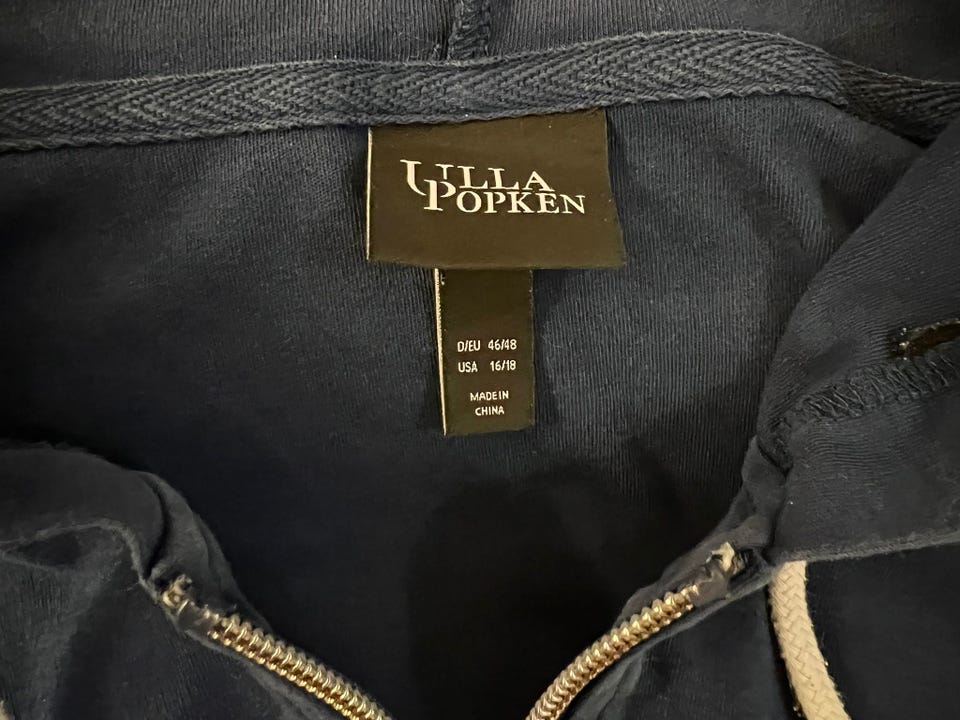 ULLA
POPKEN
D/EU 46/48
USA 16/18
MADE IN
CHINA